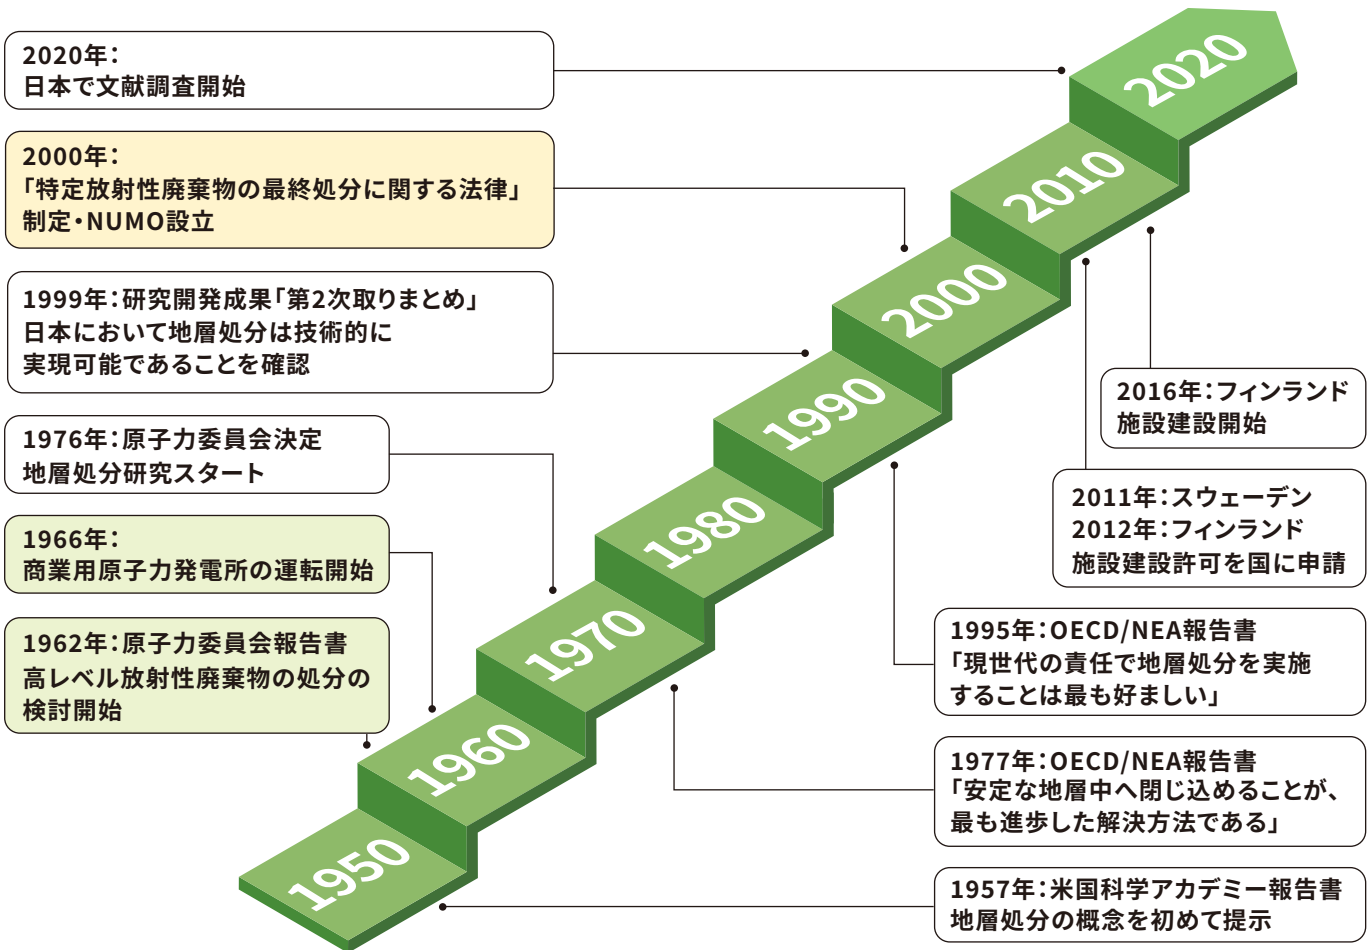 2020年：
日本で文献調査開始
2000年：
「特定放射性廃棄物の最終処分に関する法律」
制定・NUMO設立
1999年：研究開発成果「第2次取りまとめ」
日本において地層処分は技術的に
実現可能であることを確認
1976年：原子力委員会決定
地層処分研究スタート
1966年：
商業用原子力発電所の運転開始
1962年：原子力委員会報告書
高レベル放射性廃棄物の処分の
検討開始
2020
2010
2000
1990
1980
1970
1960
1950
2016年：フィンランド
施設建設開始
2011年：スウェーデン
2012年：フィンランド
施設建設許可を国に申請
1995年：OECD/NEA報告書
「現世代の責任で地層処分を実施
することは最も好ましい」
1977年：OECD/NEA報告書
「安定な地層中へ閉じ込めることが、
最も進歩した解決方法である」
1957年：米国科学アカデミー報告書
地層処分の概念を初めて提示